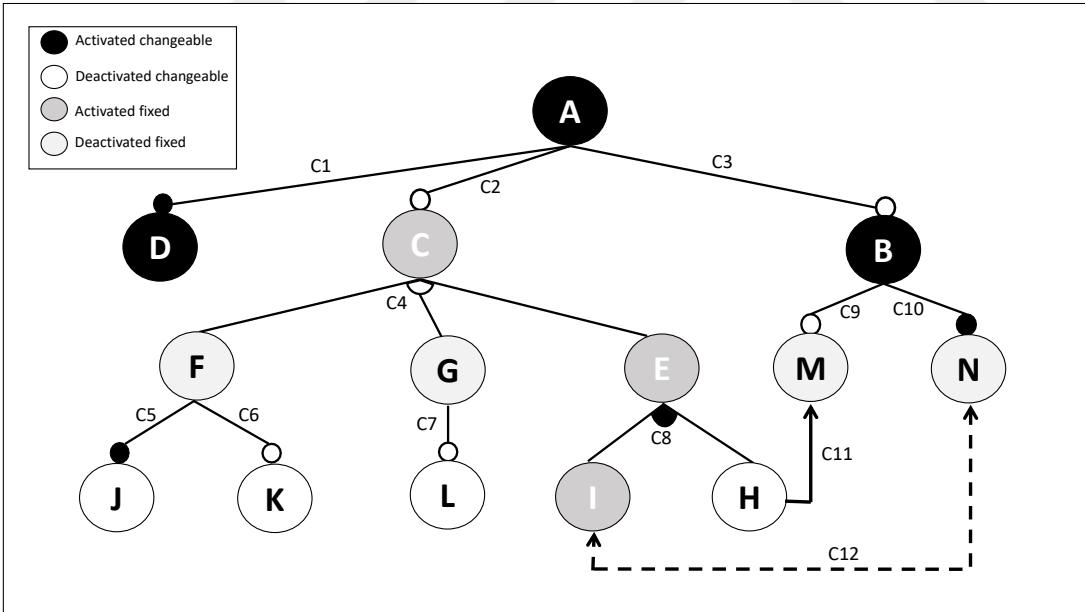 Activated changeable
Deactivated changeable
Activated fixed
Deactivated fixed
A
C1
C2
C3
D
C
B
C4
C9
C10
F
G
E
M
N
C5
C6
C7
C8
C11
J
K
L
I
H
C12